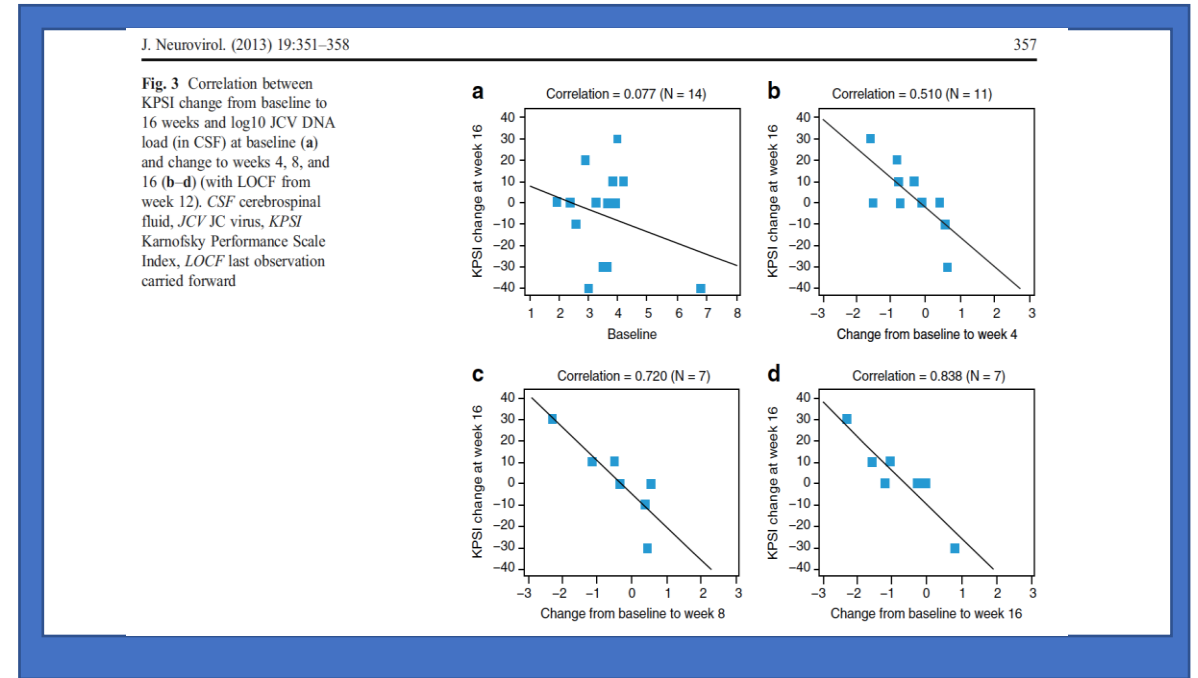 J. Neurovirol. (2013) 19:351–358
357
Fig. 3 Correlation between
KPSI change from baseline to
16 weeks and log10 JCV DNA
load (in CSF) at baseline (a)
and change to weeks 4, 8, and
16 (b–d) (with LOCF from
week 12). CSF cerebrospinal
fluid, JCV JC virus, KPSI
Karnofsky Performance Scale
Index, LOCF last observation
carried forward
a
Correlation = 0.077 (N = 14)
KPSI change at week 16
40
30
20
10
0
−10
−20
−30
−40
1 2 3 4 5 6 7 8
Baseline
b
Correlation = 0.510 (N = 11)
KPSI change at week 16
40
30
20
10
0
−10
−20
−30
−40
−3 −2 −1 0 1 2 3
Change from baseline to week 4
c
Correlation = 0.720 (N = 7)
KPSI change at week 16
40
30
20
10
0
−10
−20
−30
−40
−3 −2 −1 0 1 2 3
Change from baseline to week 8
d
Correlation = 0.838 (N = 7)
KPSI change at week 16
40
30
20
10
0
−10
−20
−30
−40
−3 −2 −1 0 1 2 3
Change from baseline to week 16